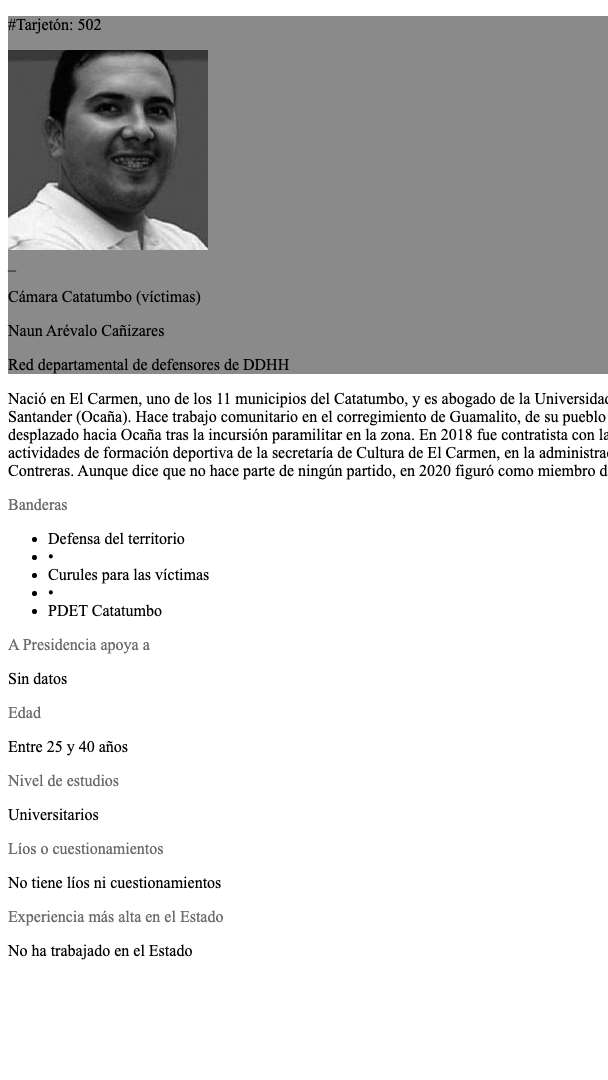 #Tarjetón: 502
_
Cámara Catatumbo (víctimas)
Naun Arévalo Cañizares
Red departamental de defensores de DDHH
Nació en El Carmen, uno de los 11 municipios del Catatumbo, y es abogado de la Universidad
Santander (Ocaña). Hace trabajo comunitario en el corregimiento de Guamalito, de su pueblo
desplazado hacia Ocaña tras la incursión paramilitar en la zona. En 2018 fue contratista con la
actividades de formación deportiva de la secretaría de Cultura de El Carmen, en la administra
Contreras. Aunque dice que no hace parte de ningún partido, en 2020 figuró como miembro d
Banderas
• Defensa del territorio
• •
• Curules para las víctimas
• •
• PDET Catatumbo
A Presidencia apoya a
Sin datos
Edad
Entre 25 y 40 años
Nivel de estudios
Universitarios
Líos o cuestionamientos
No tiene líos ni cuestionamientos
Experiencia más alta en el Estado
No ha trabajado en el Estado